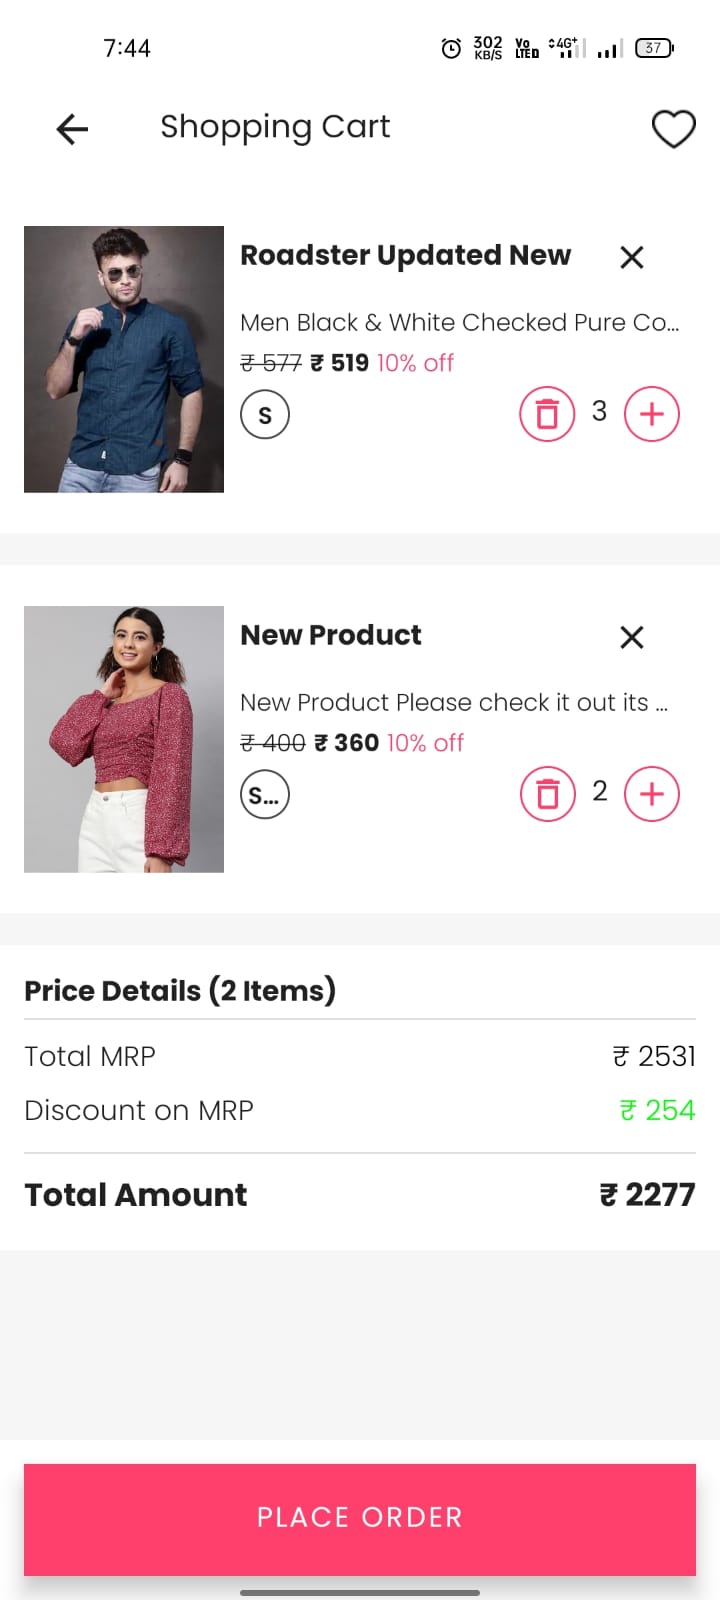 7:44
302
KB/S
Vo
LTED
4G+
37
Shopping Cart
Roadster Updated New
Men Black & White Checked Pure Co...
₹ 577 ₹ 519 10% off
S
3
New Product
New Product Please check it out its ...
₹ 400 ₹ 360 10% off
S...
2
Price Details (2 Items)
Total MRP ₹ 2531
Discount on MRP ₹ 254
Total Amount ₹ 2277
PLACE ORDER